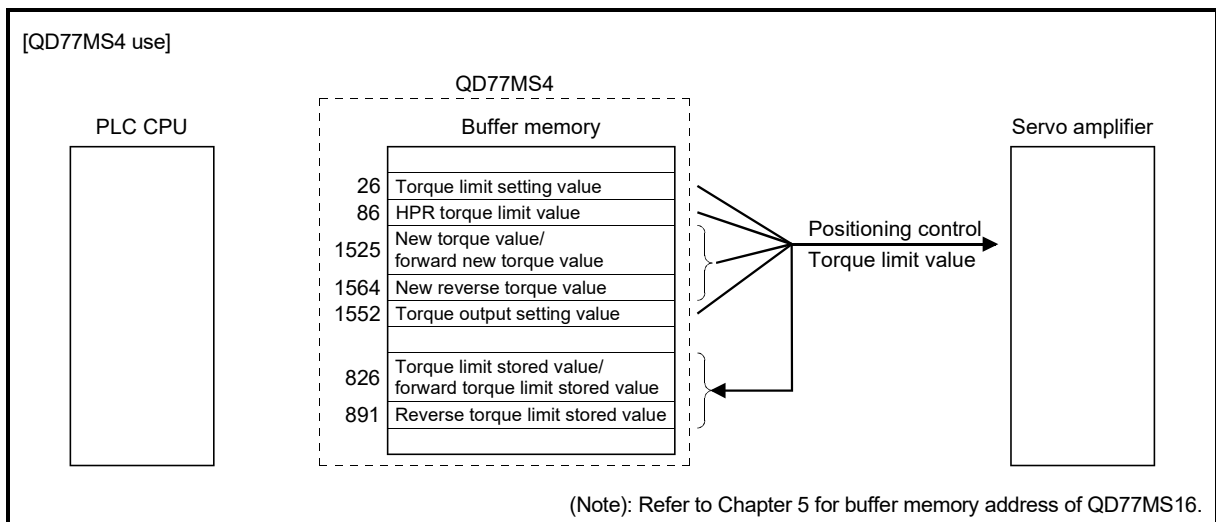 [QD77MS4 use]
QD77MS4
PLC CPU
Buffer memory
Servo amplifier
26 Torque limit setting value
86 HPR torque limit value
1525 New torque value/
forward new torque value
1564 New reverse torque value
1552 Torque output setting value
826 Torque limit stored value/
forward torque limit stored value
891 Reverse torque limit stored value
Positioning control
Torque limit value
(Note): Refer to Chapter 5 for buffer memory address of QD77MS16.